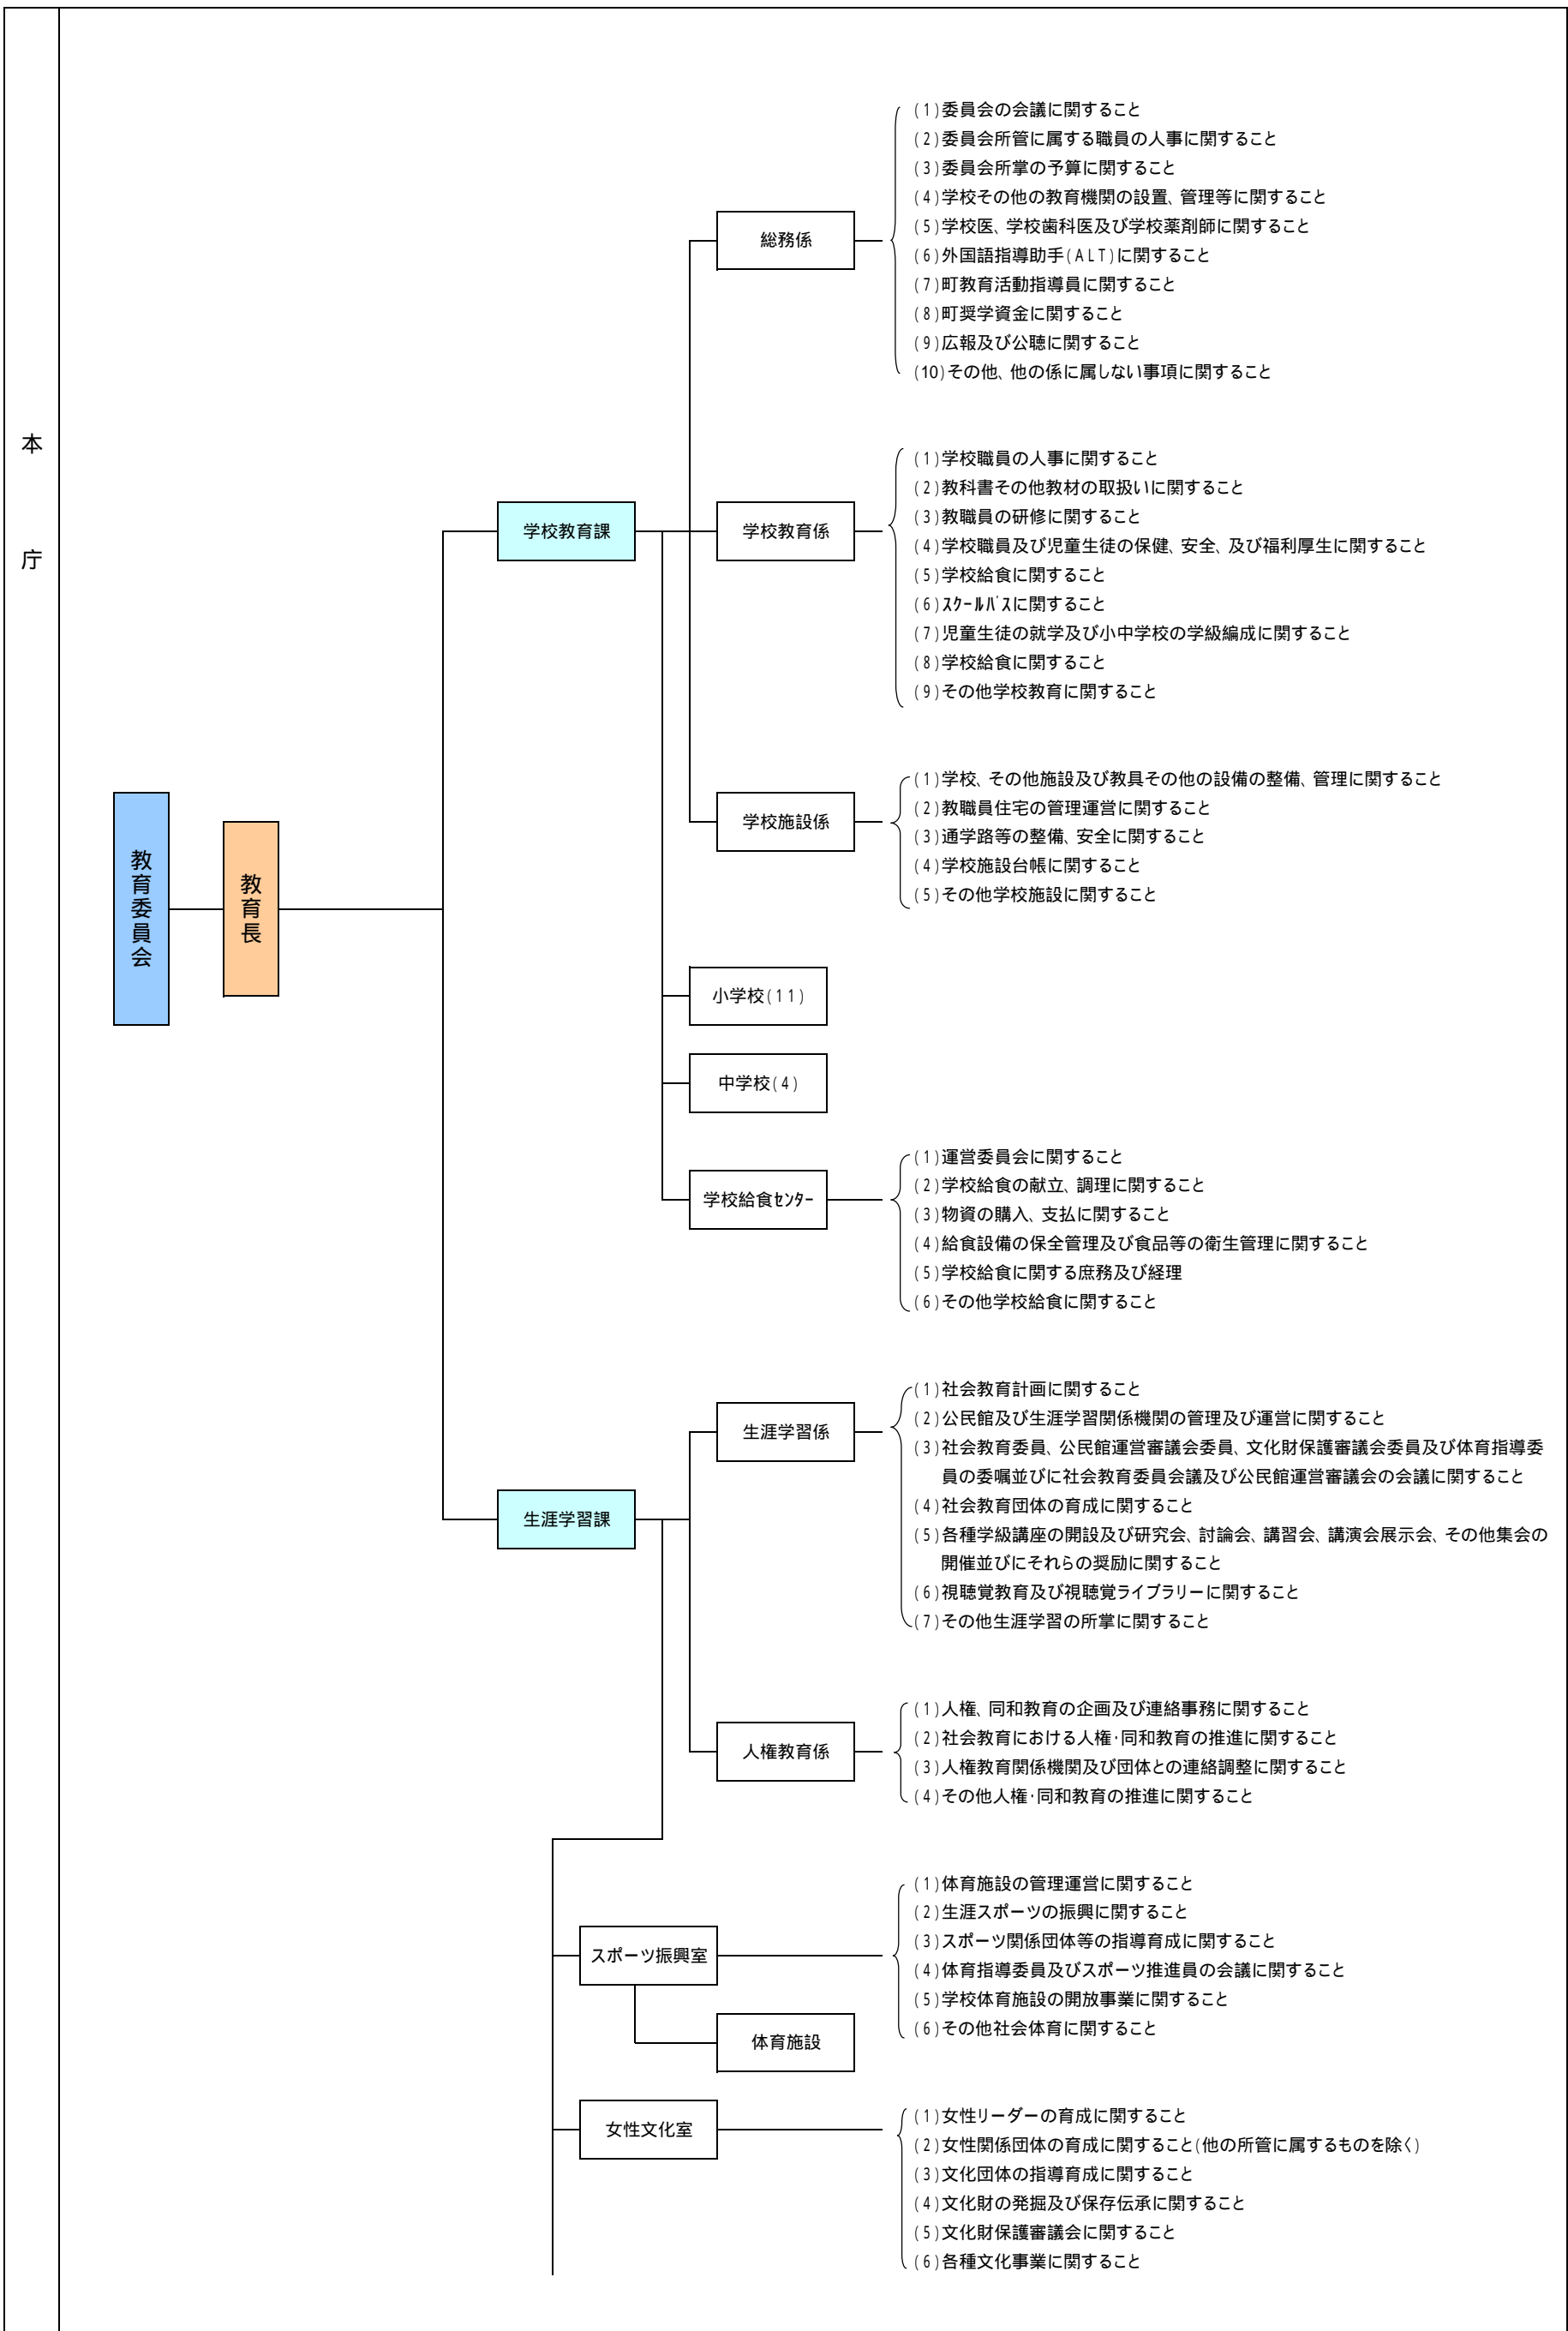 本庁
教育委員会
教育長
学校教育課
総務係
(1)委員会の会議に関すること
(2)委員会所管に属する職員の人事に関すること
(3)委員会所掌の予算に関すること
(4)学校その他の教育機関の設置、管理等に関すること
(5)学校医、学校歯科医及び学校薬剤師に関すること
(6)外国語指導助手(ALT)に関すること
(7)町教育活動指導員に関すること
(8)町奨学資金に関すること
(9)広報及び公聴に関すること
(10)その他、他の係に属しない事項に関すること
学校教育係
(1)学校職員の人事に関すること
(2)教科書その他教材の取扱いに関すること
(3)教職員の研修に関すること
(4)学校職員及び児童生徒の保健、安全、及び福利厚生に関すること
(5)学校給食に関すること
(6)ｽｸｰﾙﾊﾞｽに関すること
(7)児童生徒の就学及び小中学校の学級編成に関すること
(8)学校給食に関すること
(9)その他学校教育に関すること
学校施設係
(1)学校、その他施設及び教具その他の設備の整備、管理に関すること
(2)教職員住宅の管理運営に関すること
(3)通学路等の整備、安全に関すること
(4)学校施設台帳に関すること
(5)その他学校施設に関すること
小学校(11)
中学校(4)
学校給食ｾﾝﾀｰ
(1)運営委員会に関すること
(2)学校給食の献立、調理に関すること
(3)物資の購入、支払に関すること
(4)給食設備の保全管理及び食品等の衛生管理に関すること
(5)学校給食に関する庶務及び経理
(6)その他学校給食に関すること
生涯学習課
生涯学習係
(1)社会教育計画に関すること
(2)公民館及び生涯学習関係機関の管理及び運営に関すること
(3)社会教育委員、公民館運営審議会委員、文化財保護審議会委員及び体育指導委
員の委嘱並びに社会教育委員会議及び公民館運営審議会の会議に関すること
(4)社会教育団体の育成に関すること
(5)各種学級講座の開設及び研究会、討論会、講習会、講演会展示会、その他集会の
開催並びにそれらの奨励に関すること
(6)視聴覚教育及び視聴覚ライブラリーに関すること
(7)その他生涯学習の所掌に関すること
人権教育係
(1)人権、同和教育の企画及び連絡事務に関すること
(2)社会教育における人権･同和教育の推進に関すること
(3)人権教育関係機関及び団体との連絡調整に関すること
(4)その他人権･同和教育の推進に関すること
スポーツ振興室
(1)体育施設の管理運営に関すること
(2)生涯スポーツの振興に関すること
(3)スポーツ関係団体等の指導育成に関すること
(4)体育指導委員及びスポーツ推進員の会議に関すること
(5)学校体育施設の開放事業に関すること
(6)その他社会体育に関すること
体育施設
女性文化室
(1)女性リーダーの育成に関すること
(2)女性関係団体の育成に関すること(他の所管に属するものを除く)
(3)文化団体の指導育成に関すること
(4)文化財の発掘及び保存伝承に関すること
(5)文化財保護審議会に関すること
(6)各種文化事業に関すること